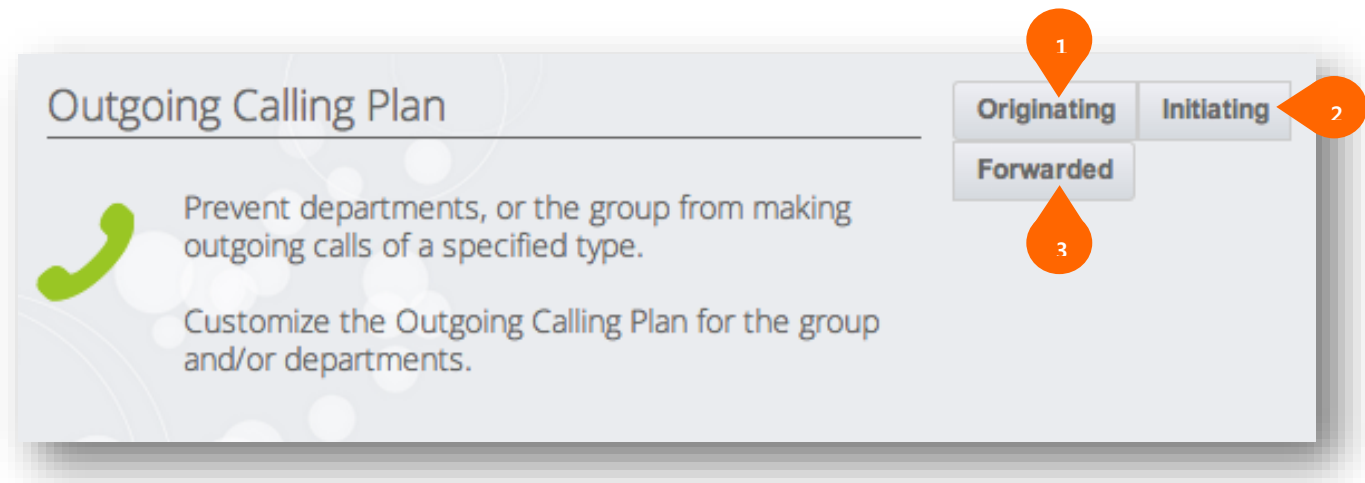 1
Outgoing Calling Plan
Originating
Initiating
2
Forwarded
Prevent departments, or the group from making
outgoing calls of a specified type.
3
Customize the Outgoing Calling Plan for the group
and/or departments.